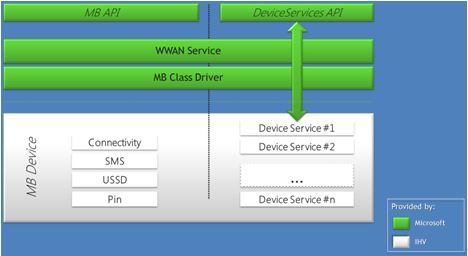 MB API
DeviceServices API
WWAN Service
MB Class Driver
MB Device
Connectivity
SMS
USSD
Pin
Device Service #1
Device Service #2
...
Device Service #n
Provided by:
Microsoft
IHV